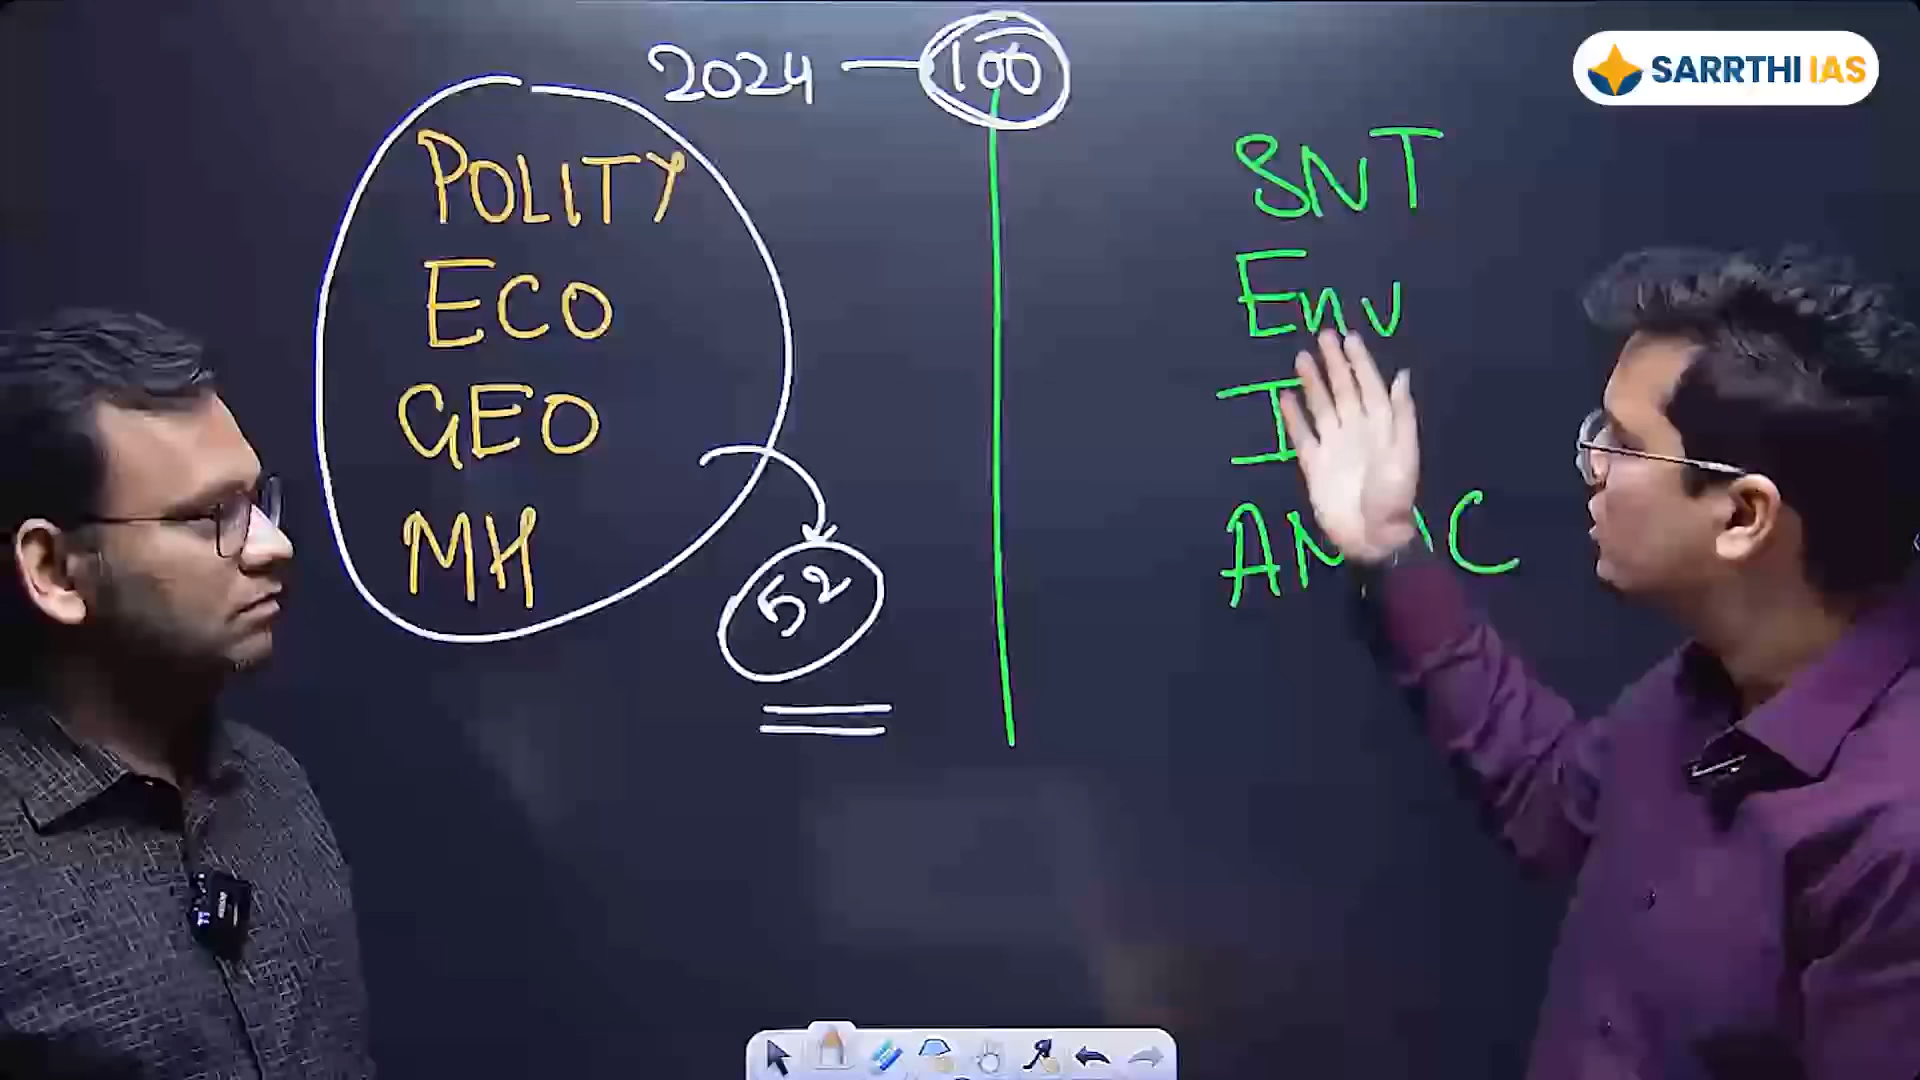 2024 — 100
SARRTHI IAS
POLITY
ECO
GEO
MH
52
SNT
Env